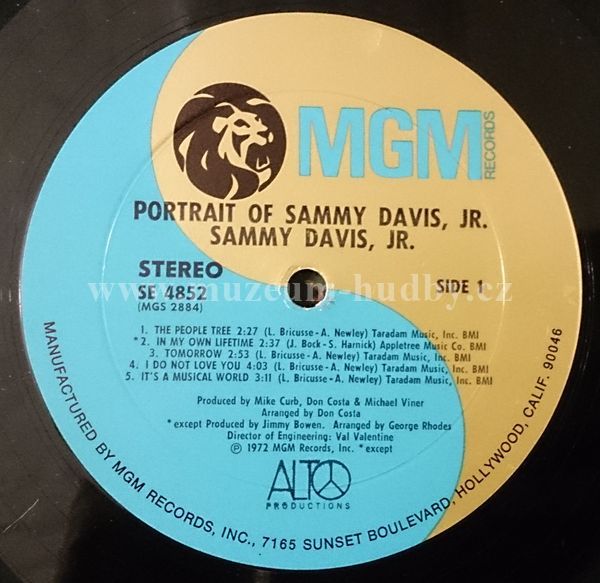 MGM
RECORDS
PORTRAIT OF SAMMY DAVIS, JR.
SAMMY DAVIS, JR.
STEREO
SE 4852
(MGS 2884)
SIDE 1
www.muzeum-hudby.cz
1. THE PEOPLE TREE 2:27 (L. Bricusse - A. Newley) Taradam Music, Inc. BMI
*2. IN MY OWN LIFETIME 2:37 (J. Bock - S. Harnick) Appletree Music Co. BMI
3. TOMORROW 2:53 (L. Bricusse - A. Newley) Taradam Music, Inc. BMI
4. I DO NOT LOVE YOU 4:03 (L. Bricusse - A. Newley) Taradam Music, Inc. BMI
5. IT'S A MUSICAL WORLD 3:11 (L. Bricusse - A. Newley) Taradam Music, Inc. BMI
Produced by Mike Curb, Don Costa & Michael Viner
Arranged by Don Costa
*except Produced by Jimmy Bowen. Arranged by George Rhodes
Director of Engineering: Val Valentine
℗ 1972 MGM Records, Inc. *except
ALTO
PRODUCTIONS
MANUFACTURED BY MGM RECORDS, INC., 7165 SUNSET BOULEVARD, HOLLYWOOD, CALIF. 90046